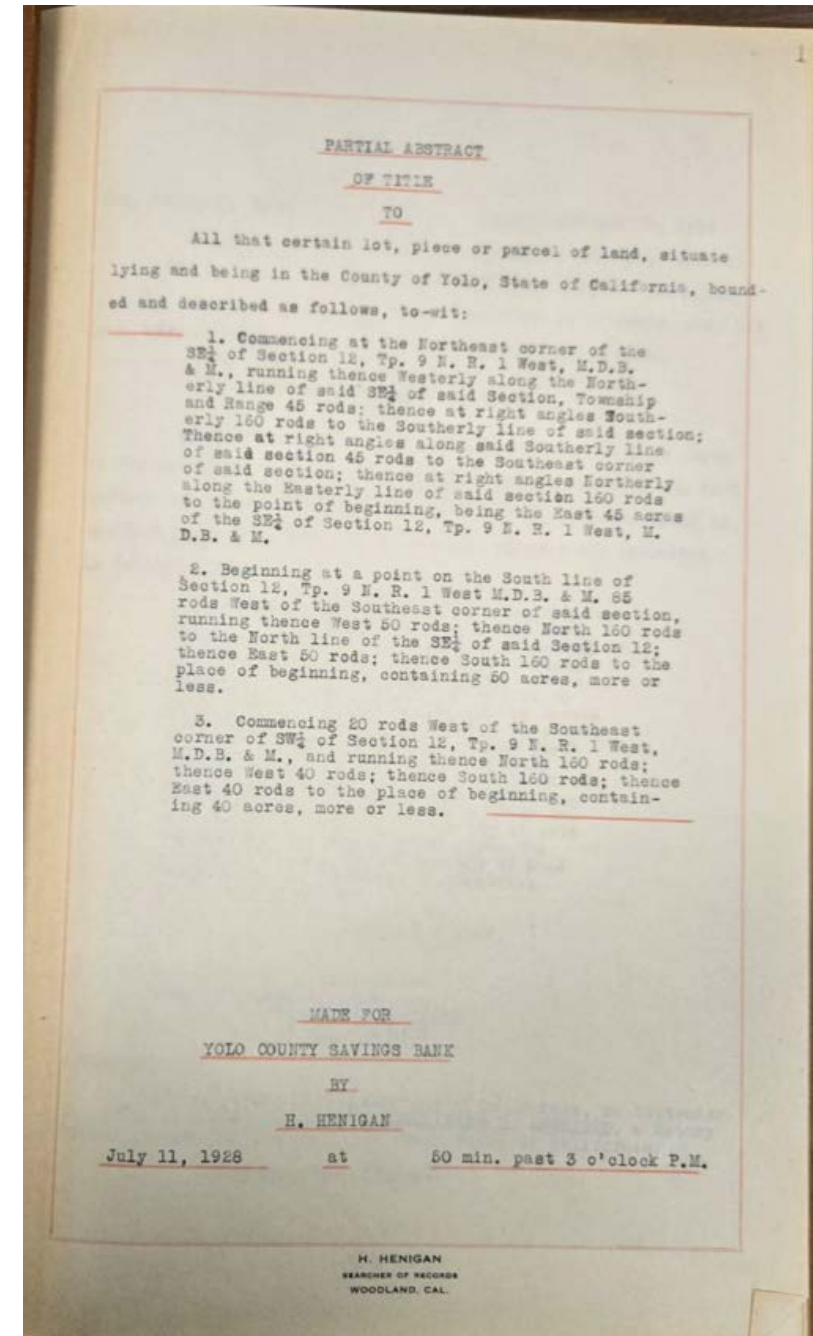 1
PARTIAL ABSTRACT
OF TITLE
TO
All that certain lot, piece or parcel of land, situate
lying and being in the County of Yolo, State of California, bound-
ed and described as follows, to-wit:
1. Commencing at the Northeast corner of the
SE¼ of Section 12, Tp. 9 N. R. 1 West, M.D.B.
& M., running thence Westerly along the North-
erly line of said SE¼ of said Section, Township
and Range 45 rods; thence at right angles South-
erly 160 rods to the Southerly line of said section;
Thence at right angles along said Southerly line
of said section 45 rods to the Southeast corner
of said section; thence at right angles Northerly
along the Easterly line of said section 160 rods
to the point of beginning, being the East 45 acres
of the SE¼ of Section 12, Tp. 9 N. R. 1 West, M.
D.B. & M.
2. Beginning at a point on the South line of
Section 12, Tp. 9 N. R. 1 West M.D.B. & M. 85
rods West of the Southeast corner of said section,
running thence West 50 rods; thence North 160 rods
to the North line of the SE¼ of said Section 12;
thence East 50 rods; thence South 160 rods to the
place of beginning, containing 50 acres, more or
less.
3. Commencing 20 rods West of the Southeast
corner of SW¼ of Section 12, Tp. 9 N. R. 1 West,
M.D.B. & M., and running thence North 160 rods;
thence West 40 rods; thence South 160 rods; thence
East 40 rods to the place of beginning, contain-
ing 40 acres, more or less.
MADE FOR
YOLO COUNTY SAVINGS BANK
BY
H. HENIGAN
July 11, 1928 at 50 min. past 3 o'clock P.M.
H. HENIGAN
SEARCHER OF RECORDS
WOODLAND, CAL.